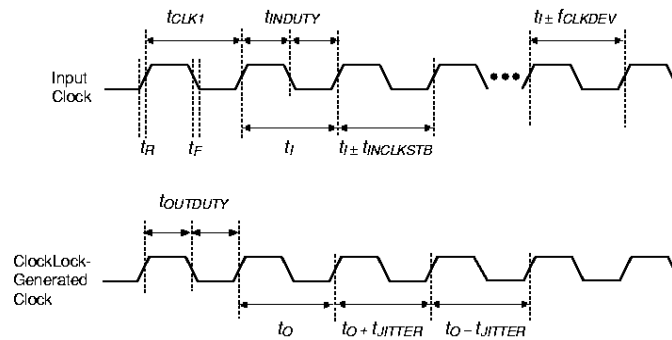 tCLK1 tINDUTY tI ± fCLKDEV
Input
Clock
tR tF tI tI ± tINCLKSTB
tOUTDUTY
ClockLock-
Generated
Clock
tO tO + tJITTER tO – tJITTER